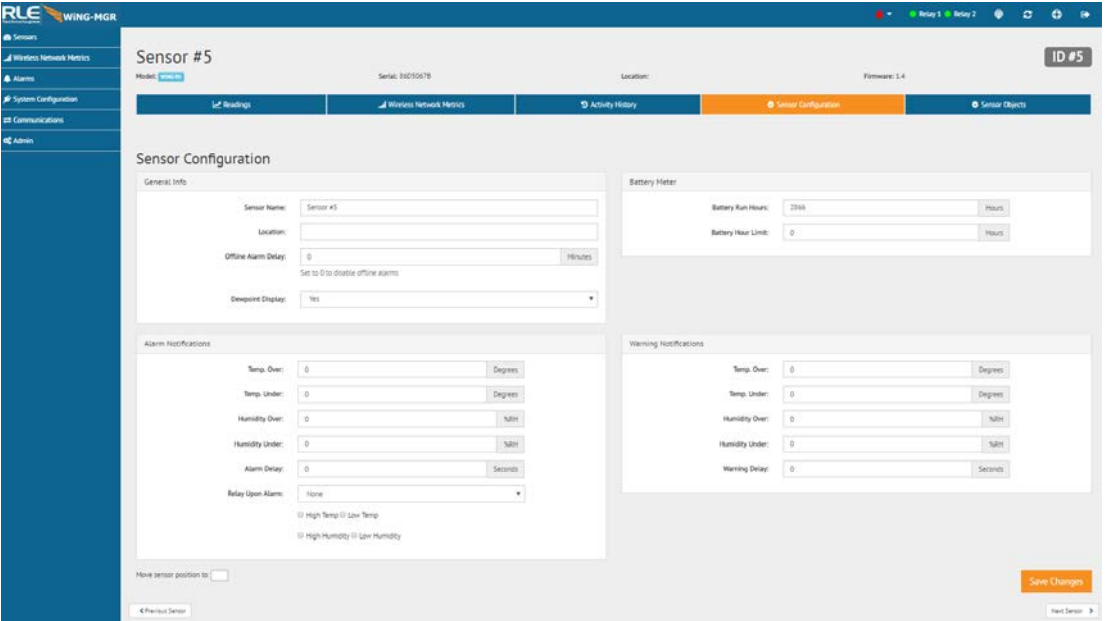 RLE WiNG-MGR
Relay 1 Relay 2
Sensors
Wireless Network Metrics
Alarms
System Configuration
Communications
Admin
Sensor #5
ID #5
Model: Serial: Location: Firmware: 1.4
Readings Wireless Network Metrics Activity History Sensor Configuration Sensor Objects
Sensor Configuration
General Info
Sensor Name: Sensor #5
Location:
Offline Alarm Delay: 0 Minutes
Set to 0 to disable offline alarms
Dewpoint Display: Yes
Battery Meter
Battery Run Hours: 2866 Hours
Battery Hour Limit: 0 Hours
Alarm Notifications
Temp. Over: 0 Degrees
Temp. Under: 0 Degrees
Humidity Over: 0 %RH
Humidity Under: 0 %RH
Alarm Delay: 0 Seconds
Relay Upon Alarm: None
High Temp Low Temp
High Humidity Low Humidity
Warning Notifications
Temp. Over: 0 Degrees
Temp. Under: 0 Degrees
Humidity Over: 0 %RH
Humidity Under: 0 %RH
Warning Delay: 0 Seconds
Move sensor position to
Save Changes
Previous Sensor
Next Sensor